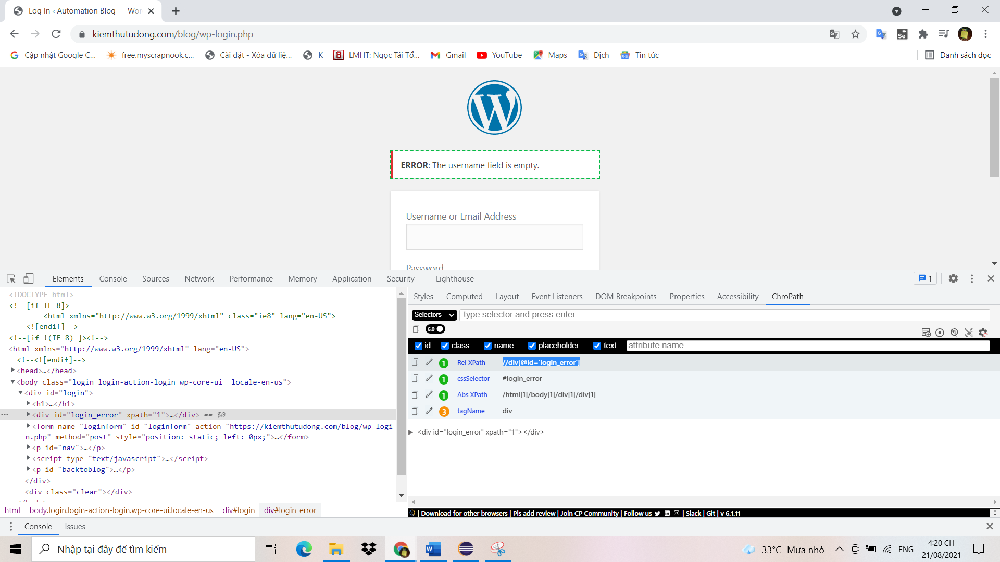 Log In ‹ Automation Blog — Wor
kiemthutudong.com/blog/wp-login.php
Cập nhật Google C... free.myscrapnook.c... Cài đặt - Xóa dữ liệ... K LMHT: Ngọc Tái Tổ... Gmail YouTube Maps Dịch Tin tức Danh sách đọc
ERROR: The username field is empty.
Username or Email Address
Password
Elements Console Sources Network Performance Memory Application Security Lighthouse 1
<!DOCTYPE html>
<!--[if IE 8]>
<html xmlns="http://www.w3.org/1999/xhtml" class="ie8" lang="en-US">
<![endif]-->
<!--[if !(IE 8) ]><!-->
<html xmlns="http://www.w3.org/1999/xhtml" lang="en-US">
<!--<![endif]-->
<head>…</head>
<body class="login login-action-login wp-core-ui  locale-en-us">
<div id="login">
<h1>…</h1>
<div id="login_error" xpath="1">…</div> == $0
<form name="loginform" id="loginform" action="https://kiemthutudong.com/blog/wp-logi
n.php" method="post" style="position: static; left: 0px;">…</form>
<p id="nav">…</p>
<script type="text/javascript">…</script>
<p id="backtoblog">…</p>
</div>
<div class="clear"></div>
html body.login.login-action-login.wp-core-ui.locale-en-us div#login div#login_error
Styles Computed Layout Event Listeners DOM Breakpoints Properties Accessibility ChroPath
Selectors type selector and press enter
6.0
id class name placeholder text attribute name
1 Rel XPath //div[@id='login_error']
1 cssSelector #login_error
1 Abs XPath /html[1]/body[1]/div[1]/div[1]
3 tagName div
<div id="login_error" xpath="1"></div>
| Download for other browsers | Pls add review | Join CP Community | Follow us | Slack | Git | v 6.1.11
Console Issues
Nhập tại đây để tìm kiếm
33°C Mưa nhỏ ENG
4:20 CH
21/08/2021